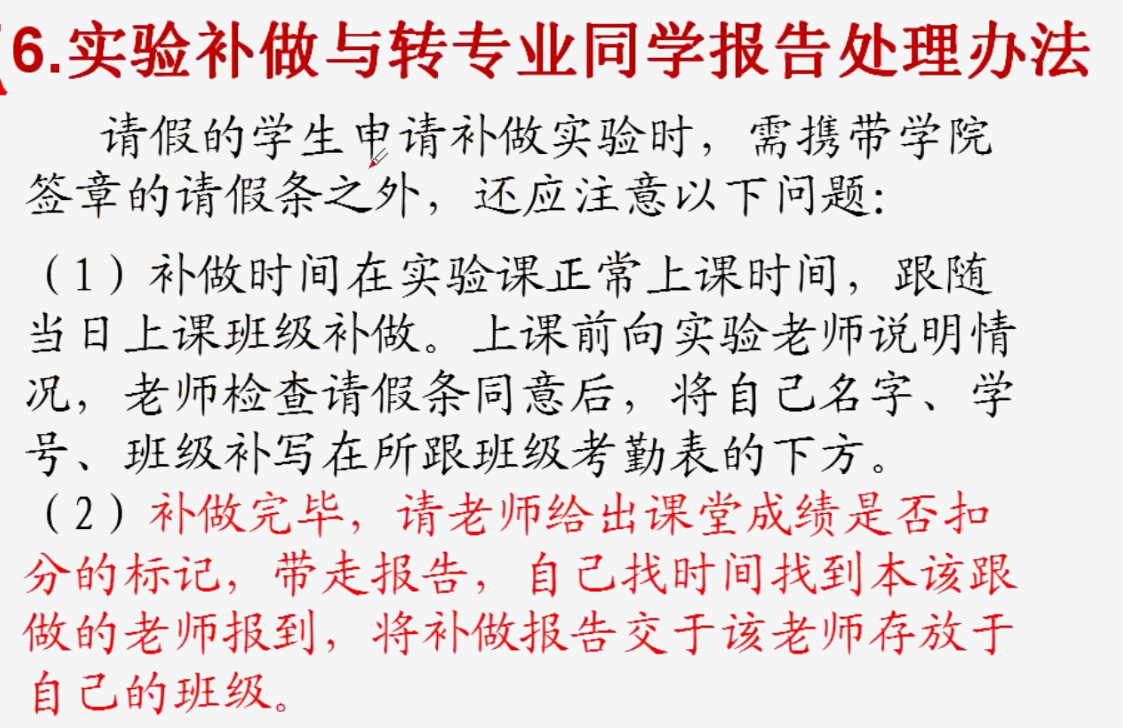 6.实验补做与转专业同学报告处理办法
请假的学生申请补做实验时，需携带学院
签章的请假条之外，还应注意以下问题：
（1）补做时间在实验课正常上课时间，跟随
当日上课班级补做。上课前向实验老师说明情
况，老师检查请假条同意后，将自己名字、学
号、班级补写在所跟班级考勤表的下方。
（2）补做完毕，请老师给出课堂成绩是否扣
分的标记，带走报告，自己找时间找到本该跟
做的老师报到，将补做报告交于该老师存放于
自己的班级。